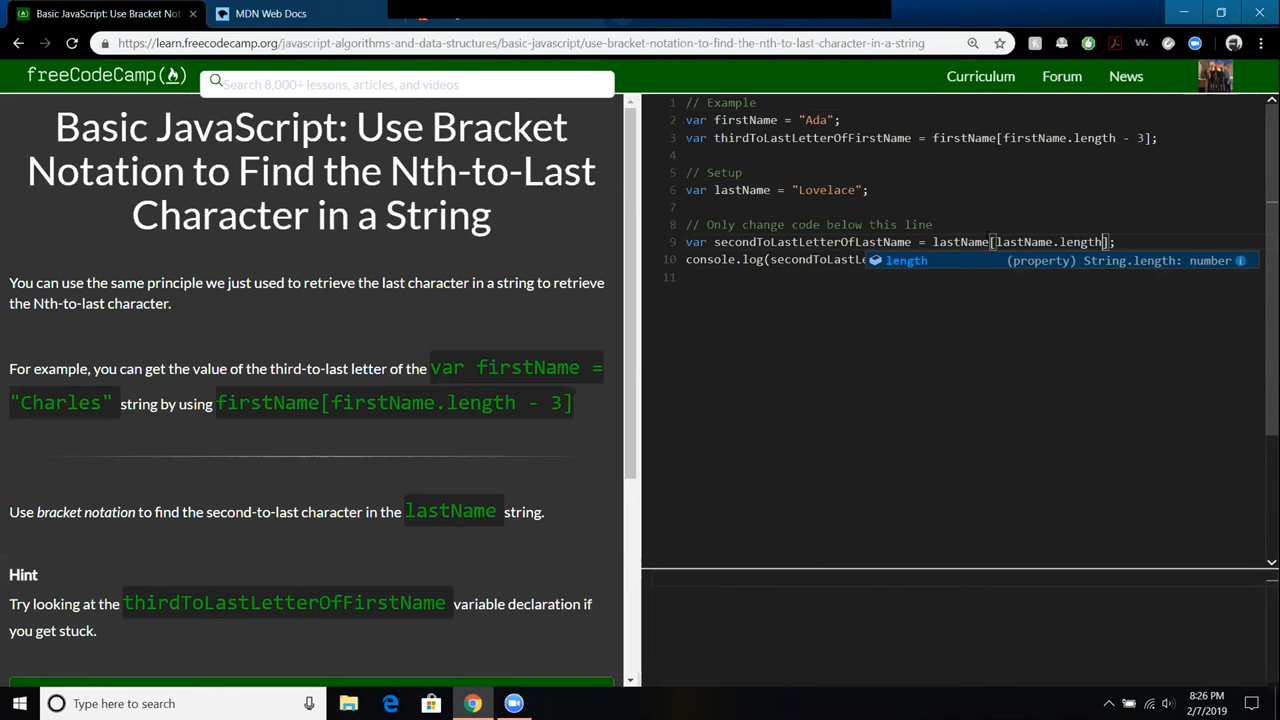 Basic JavaScript: Use Bracket Not
MDN Web Docs
https://learn.freecodecamp.org/javascript-algorithms-and-data-structures/basic-javascript/use-bracket-notation-to-find-the-nth-to-last-character-in-a-string
freeCodeCamp
Search 8,000+ lessons, articles, and videos
Curriculum
Forum
News
Basic JavaScript: Use Bracket
Notation to Find the Nth-to-Last
Character in a String
You can use the same principle we just used to retrieve the last character in a string to retrieve
the Nth-to-last character.
For example, you can get the value of the third-to-last letter of the var firstName =
"Charles" string by using firstName[firstName.length - 3]
Use bracket notation to find the second-to-last character in the lastName string.
Hint
Try looking at the thirdToLastLetterOfFirstName variable declaration if
you get stuck.
1 // Example
2 var firstName = "Ada";
3 var thirdToLastLetterOfFirstName = firstName[firstName.length - 3];
4
5 // Setup
6 var lastName = "Lovelace";
7
8 // Only change code below this line
9 var secondToLastLetterOfLastName = lastName[lastName.length];
10 console.log(secondToLastLe
length (property) String.length: number
11
Type here to search
8:26 PM
2/7/2019